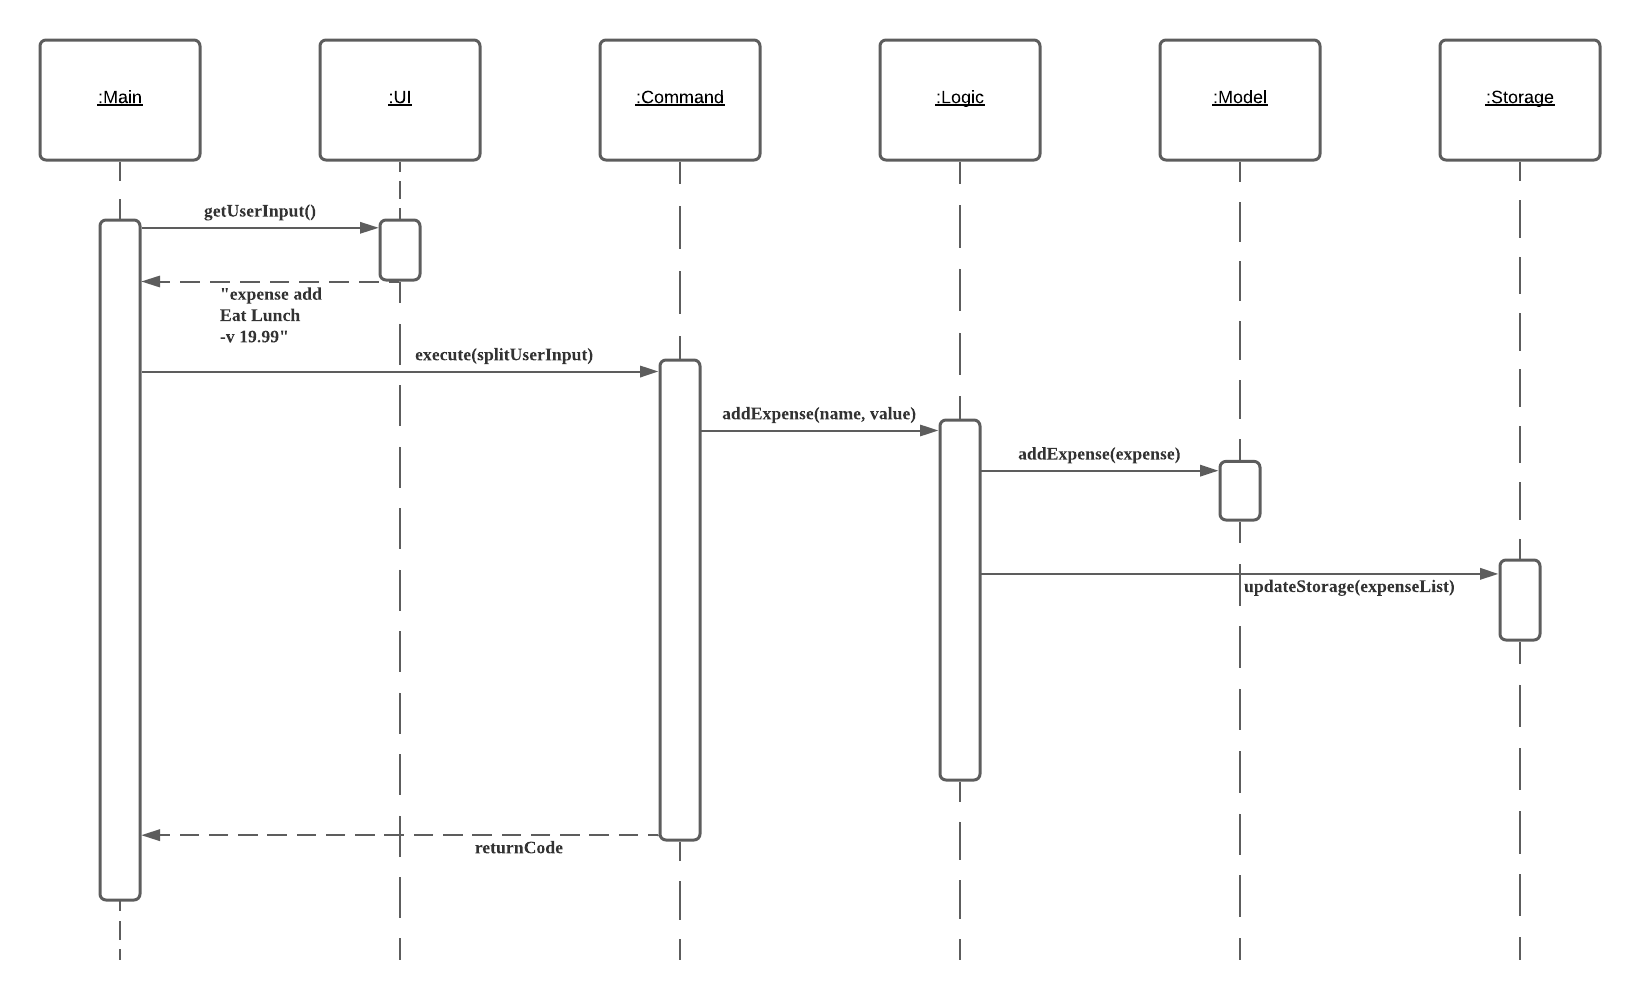 :Main
:UI
:Command
:Logic
:Model
:Storage
getUserInput()
"expense add
Eat Lunch
-v 19.99"
execute(splitUserInput)
addExpense(name, value)
addExpense(expense)
updateStorage(expenseList)
returnCode